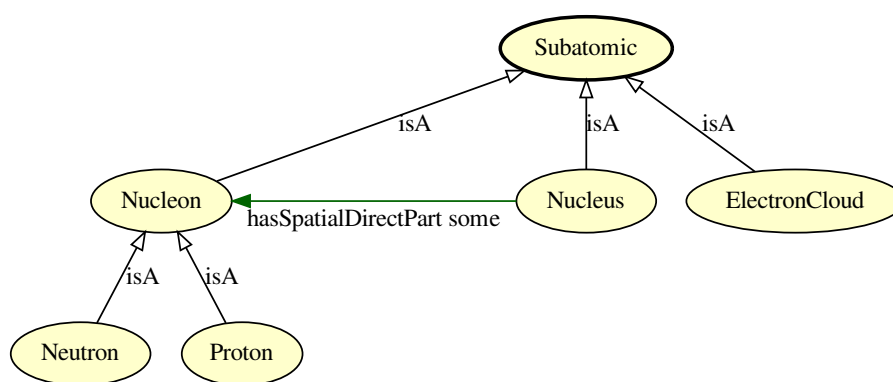 Subatomic
isA
isA
isA
Nucleon
hasSpatialDirectPart some
Nucleus
ElectronCloud
isA
isA
Neutron
Proton